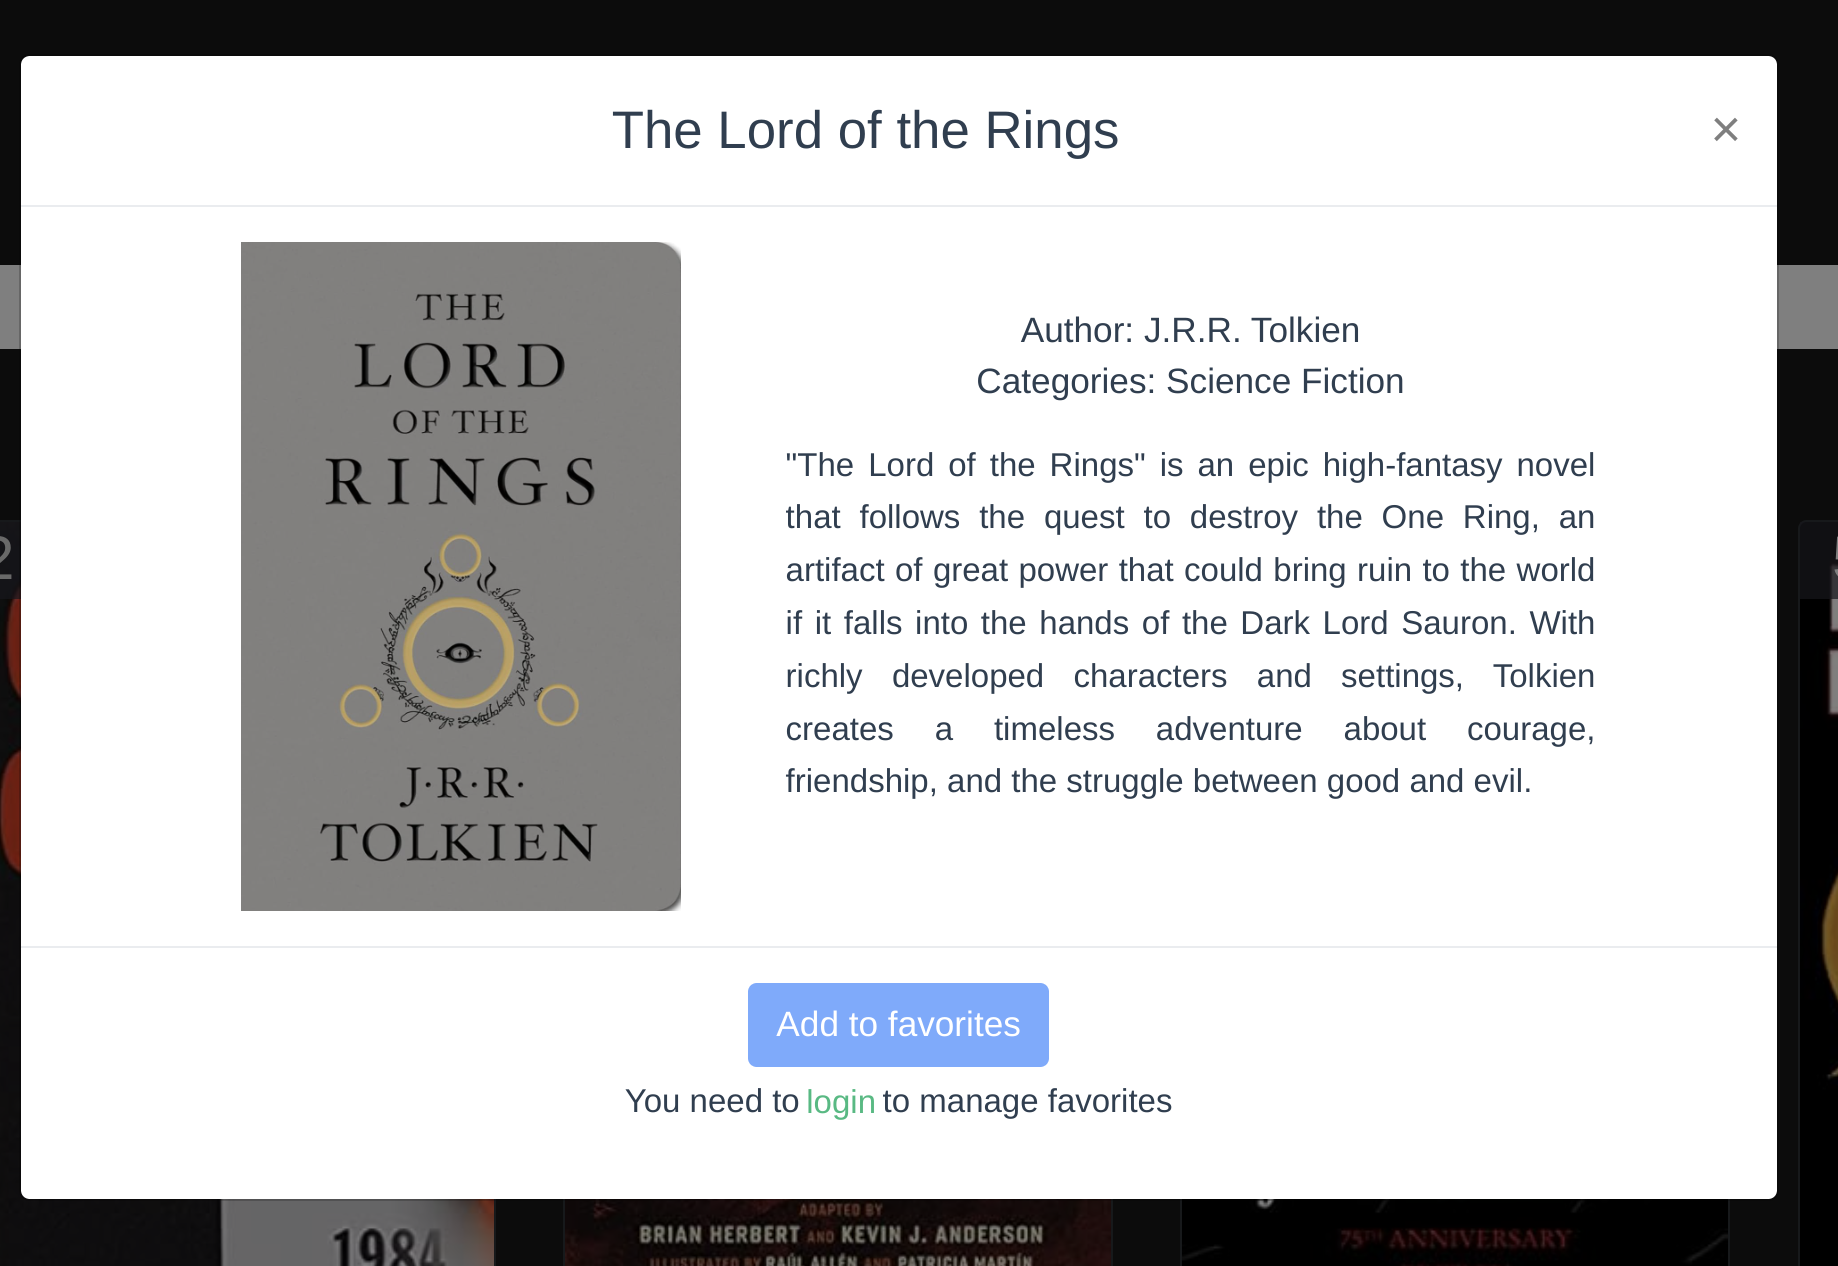 The Lord of the Rings
×
THE
LORD
OF THE
RINGS
J·R·R·
TOLKIEN
Author: J.R.R. Tolkien
Categories: Science Fiction
"The Lord of the Rings" is an epic high-fantasy novel
that follows the quest to destroy the One Ring, an
artifact of great power that could bring ruin to the world
if it falls into the hands of the Dark Lord Sauron. With
richly developed characters and settings, Tolkien
creates a timeless adventure about courage,
friendship, and the struggle between good and evil.
Add to favorites
You need to login to manage favorites
2
1984
ADAPTED BY
BRIAN HERBERT AND KEVIN J. ANDERSON
ILLUSTRATED BY RAÚL ALLÉN AND PATRICIA MARTÍN
75TH ANNIVERSARY